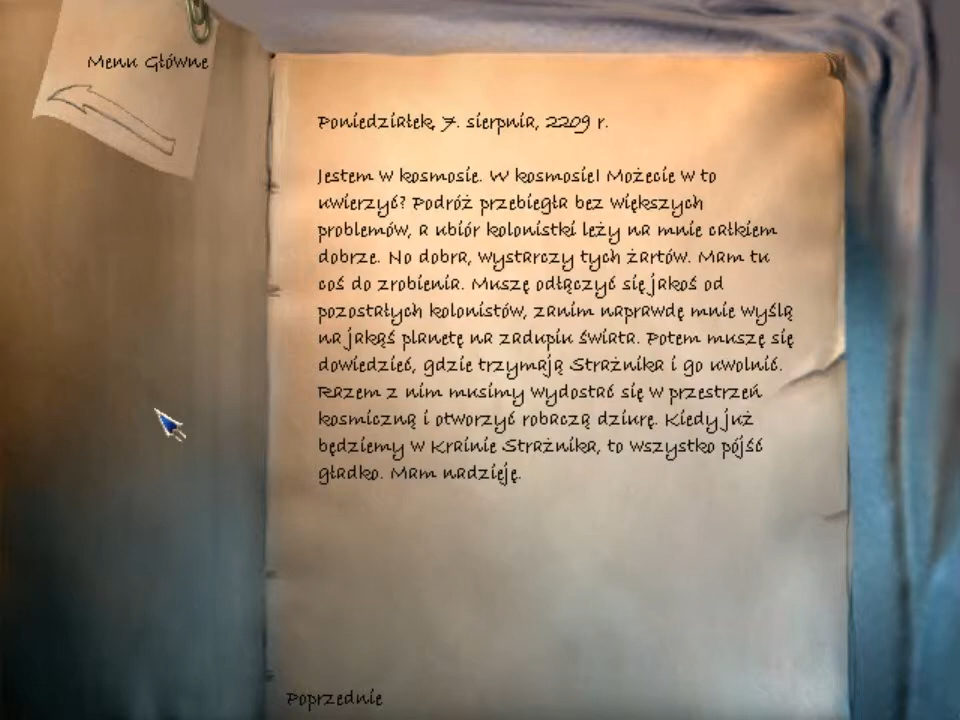 Menu Główne
Poniedziałek, 7. sierpnia, 2209 r.
Jestem w kosmosie. W kosmosie! Możecie w to
uwierzyć? Podróż przebiegła bez większych
problemów, a ubiór kolonistki leży na mnie całkiem
dobrze. No dobra, wystarczy tych żartów. Mam tu
coś do zrobienia. Muszę odłączyć się jakoś od
pozostałych kolonistów, zanim naprawdę mnie wyślą
na jakąś planetę na zadupiu świata. Potem muszę się
dowiedzieć, gdzie trzymają Strażnika i go uwolnić.
Razem z nim musimy wydostać się w przestrzeń
kosmiczną i otworzyć robaczą dziurę. Kiedy już
będziemy w Krainie Strażnika, to wszystko pójść
gładko. Mam nadzieję.
Poprzednie